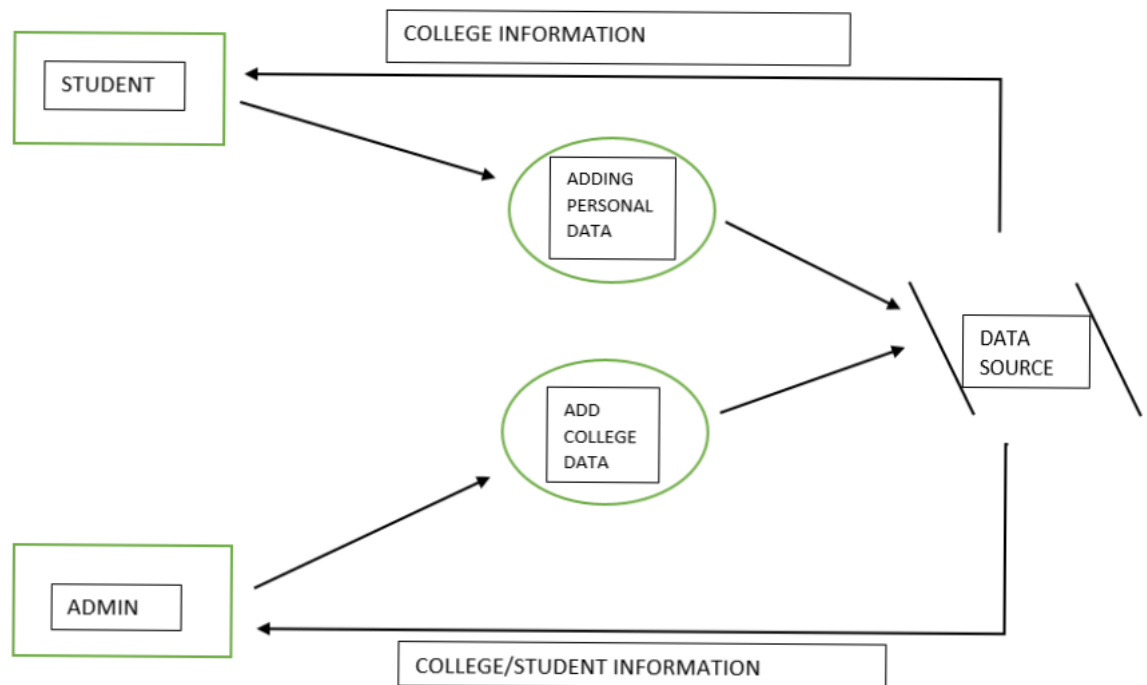 COLLEGE INFORMATION
STUDENT
ADDING
PERSONAL
DATA
DATA
SOURCE
ADD
COLLEGE
DATA
ADMIN
COLLEGE/STUDENT INFORMATION